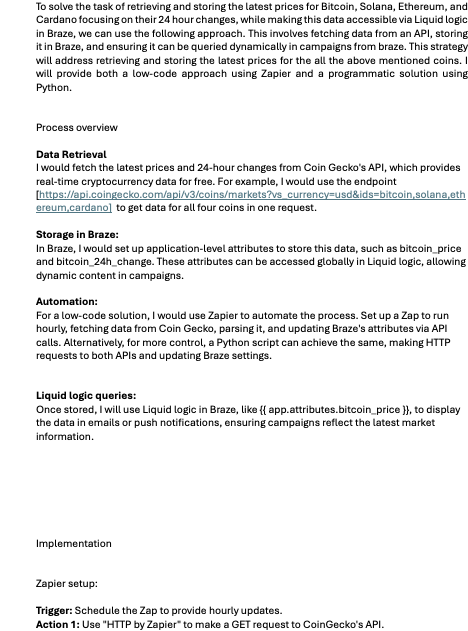 To solve the task of retrieving and storing the latest prices for Bitcoin, Solana, Ethereum, and
Cardano focusing on their 24 hour changes, while making this data accessible via Liquid logic
in Braze, we can use the following approach. This involves fetching data from an API, storing
it in Braze, and ensuring it can be queried dynamically in campaigns from braze. This strategy
will address retrieving and storing the latest prices for the all the above mentioned coins. I
will provide both a low-code approach using Zapier and a programmatic solution using
Python.
Process overview
Data Retrieval
I would fetch the latest prices and 24-hour changes from Coin Gecko's API, which provides
real-time cryptocurrency data for free. For example, I would use the endpoint
[https://api.coingecko.com/api/v3/coins/markets?vs_currency=usd&ids=bitcoin,solana,eth
ereum,cardano] to get data for all four coins in one request.
Storage in Braze:
In Braze, I would set up application-level attributes to store this data, such as bitcoin_price
and bitcoin_24h_change. These attributes can be accessed globally in Liquid logic, allowing
dynamic content in campaigns.
Automation:
For a low-code solution, I would use Zapier to automate the process. Set up a Zap to run
hourly, fetching data from Coin Gecko, parsing it, and updating Braze's attributes via API
calls. Alternatively, for more control, a Python script can achieve the same, making HTTP
requests to both APIs and updating Braze settings.
Liquid logic queries:
Once stored, I will use Liquid logic in Braze, like {{ app.attributes.bitcoin_price }}, to display
the data in emails or push notifications, ensuring campaigns reflect the latest market
information.
Implementation
Zapier setup:
Trigger: Schedule the Zap to provide hourly updates.
Action 1: Use "HTTP by Zapier" to make a GET request to CoinGecko's API.